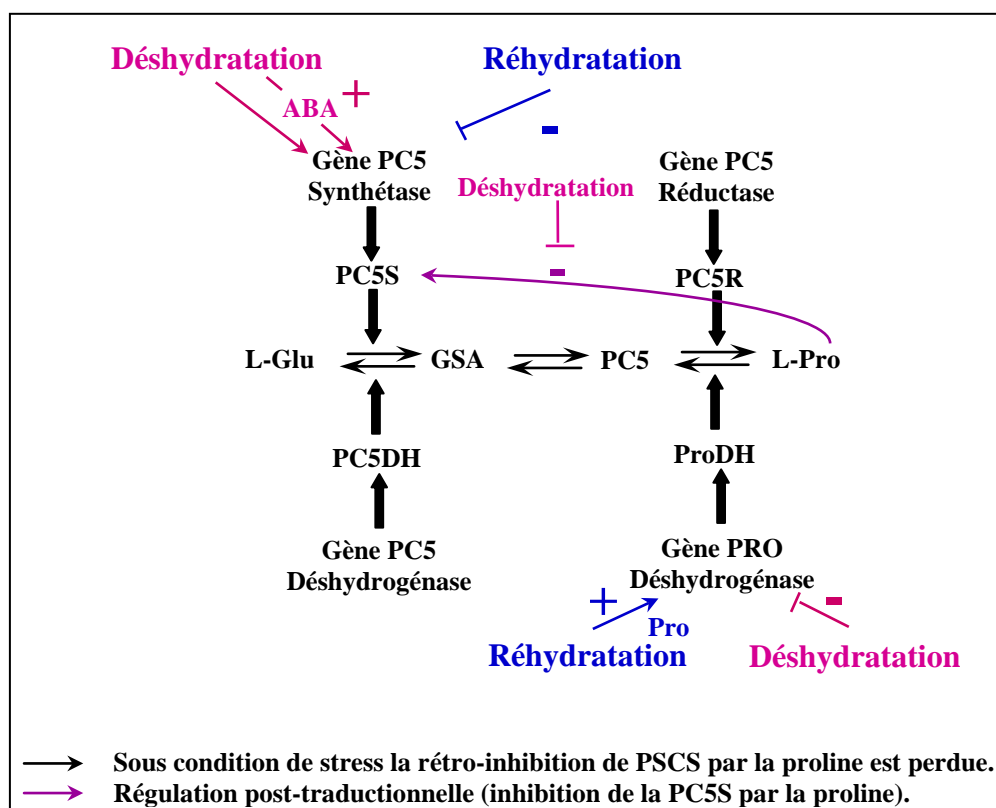 Déshydratation
Réhydratation
ABA +
-
Gène PC5
Synthétase
Gène PC5
Réductase
Déshydratation
-
PC5S
PC5R
L-Glu GSA PC5 L-Pro
PC5DH
ProDH
Gène PC5
Déshydrogénase
Gène PRO
Déshydrogénase
+
-
Pro
Réhydratation
Déshydratation
Sous condition de stress la rétro-inhibition de PSCS par la proline est perdue.
Régulation post-traductionnelle (inhibition de la PC5S par la proline).